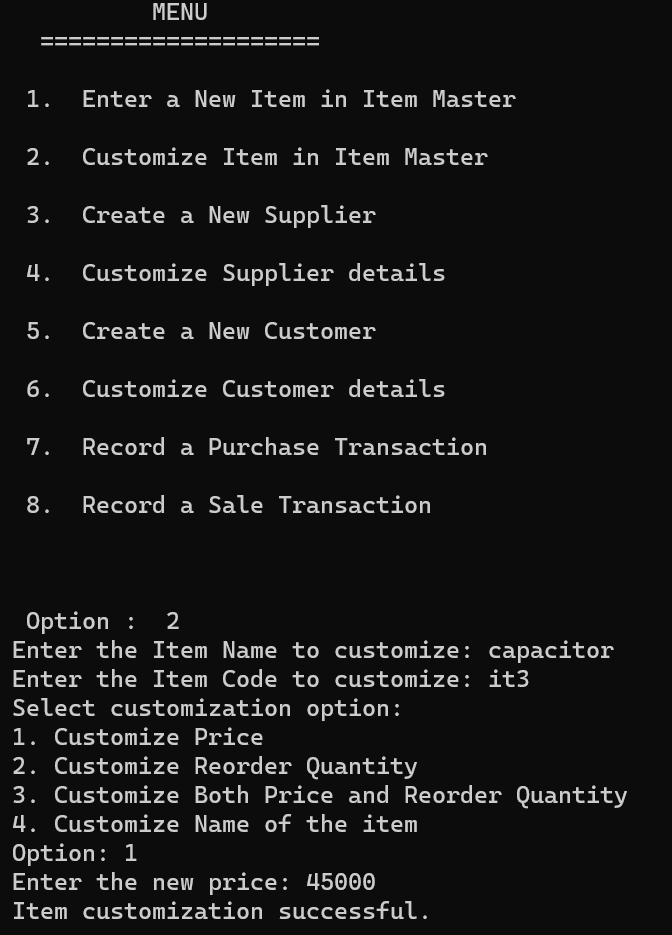 MENU
====================
1.  Enter a New Item in Item Master
2.  Customize Item in Item Master
3.  Create a New Supplier
4.  Customize Supplier details
5.  Create a New Customer
6.  Customize Customer details
7.  Record a Purchase Transaction
8.  Record a Sale Transaction
Option :  2
Enter the Item Name to customize: capacitor
Enter the Item Code to customize: it3
Select customization option:
1. Customize Price
2. Customize Reorder Quantity
3. Customize Both Price and Reorder Quantity
4. Customize Name of the item
Option: 1
Enter the new price: 45000
Item customization successful.